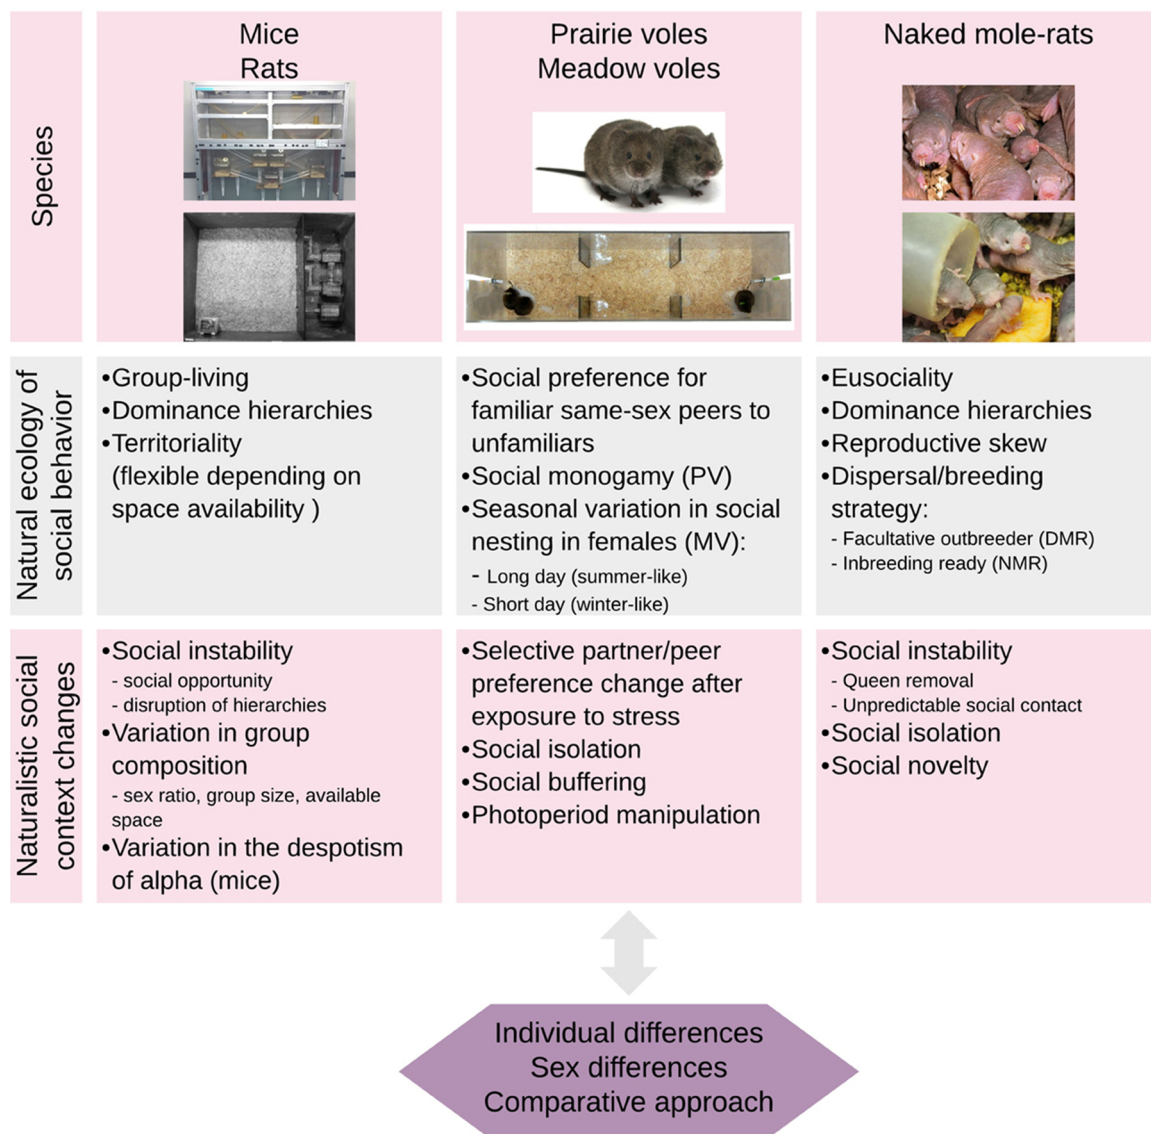 Species
Mice
Rats
Prairie voles
Meadow voles
Naked mole-rats
Natural ecology of
social behavior
•Group-living
•Dominance hierarchies
•Territoriality
(flexible depending on
space availability )
•Social preference for
familiar same-sex peers to
unfamiliars
•Social monogamy (PV)
•Seasonal variation in social
nesting in females (MV):
- Long day (summer-like)
- Short day (winter-like)
•Eusociality
•Dominance hierarchies
•Reproductive skew
•Dispersal/breeding
strategy:
- Facultative outbreeder (DMR)
- Inbreeding ready (NMR)
Naturalistic social
context changes
•Social instability
- social opportunity
- disruption of hierarchies
•Variation in group
composition
- sex ratio, group size, available
space
•Variation in the despotism
of alpha (mice)
•Selective partner/peer
preference change after
exposure to stress
•Social isolation
•Social buffering
•Photoperiod manipulation
•Social instability
- Queen removal
- Unpredictable social contact
•Social isolation
•Social novelty
Individual differences
Sex differences
Comparative approach